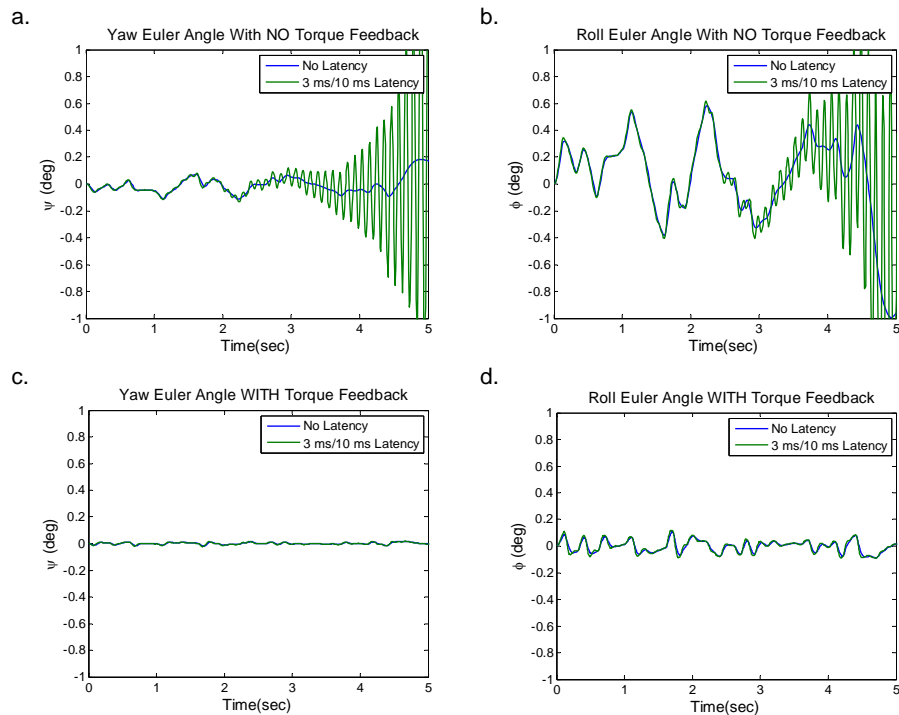 a.
Yaw Euler Angle With NO Torque Feedback
No Latency
3 ms/10 ms Latency
1
0.8
0.6
0.4
0.2
0
-0.2
-0.4
-0.6
-0.8
-1
ψ (deg)
0 1 2 3 4 5
Time(sec)
b.
Roll Euler Angle With NO Torque Feedback
No Latency
3 ms/10 ms Latency
1
0.8
0.6
0.4
0.2
0
-0.2
-0.4
-0.6
-0.8
-1
ϕ (deg)
0 1 2 3 4 5
Time(sec)
c.
Yaw Euler Angle WITH Torque Feedback
No Latency
3 ms/10 ms Latency
1
0.8
0.6
0.4
0.2
0
-0.2
-0.4
-0.6
-0.8
-1
ψ (deg)
0 1 2 3 4 5
Time(sec)
d.
Roll Euler Angle WITH Torque Feedback
No Latency
3 ms/10 ms Latency
1
0.8
0.6
0.4
0.2
0
-0.2
-0.4
-0.6
-0.8
-1
ϕ (deg)
0 1 2 3 4 5
Time(sec)